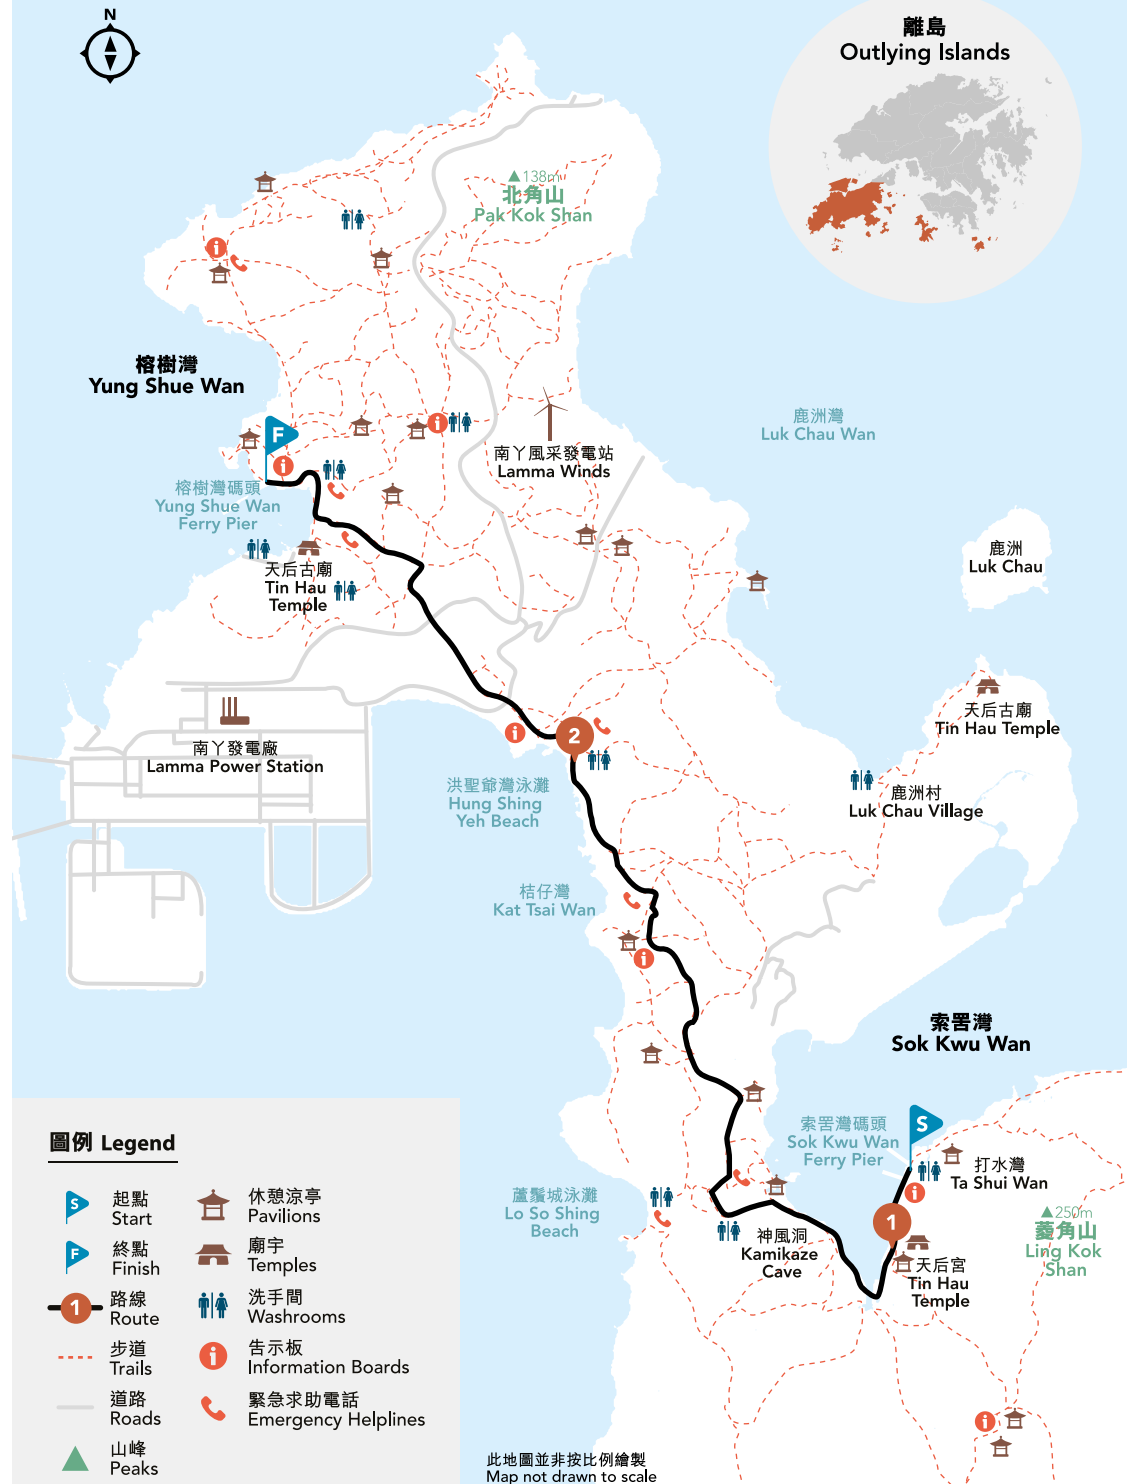 N
離島
Outlying Islands
▲138m
北角山
Pak Kok Shan
榕樹灣
Yung Shue Wan
鹿洲灣
Luk Chau Wan
F
南丫風采發電站
Lamma Winds
榕樹灣碼頭
Yung Shue Wan
Ferry Pier
天后古廟
Tin Hau
Temple
鹿洲
Luk Chau
天后古廟
Tin Hau Temple
南丫發電廠
Lamma Power Station
2
洪聖爺灣泳灘
Hung Shing
Yeh Beach
鹿洲村
Luk Chau Village
桔仔灣
Kat Tsai Wan
索罟灣
Sok Kwu Wan
索罟灣碼頭
Sok Kwu Wan
Ferry Pier
S
打水灣
Ta Shui Wan
蘆鬚城泳灘
Lo So Shing
Beach
神風洞
Kamikaze
Cave
1
天后宮
Tin Hau
Temple
▲250m
菱角山
Ling Kok
Shan
圖例 Legend
S
起點
Start
F
終點
Finish
1
路線
Route
步道
Trails
道路
Roads
山峰
Peaks
休憩涼亭
Pavilions
廟宇
Temples
洗手間
Washrooms
告示板
Information Boards
緊急求助電話
Emergency Helplines
此地圖並非按比例繪製
Map not drawn to scale